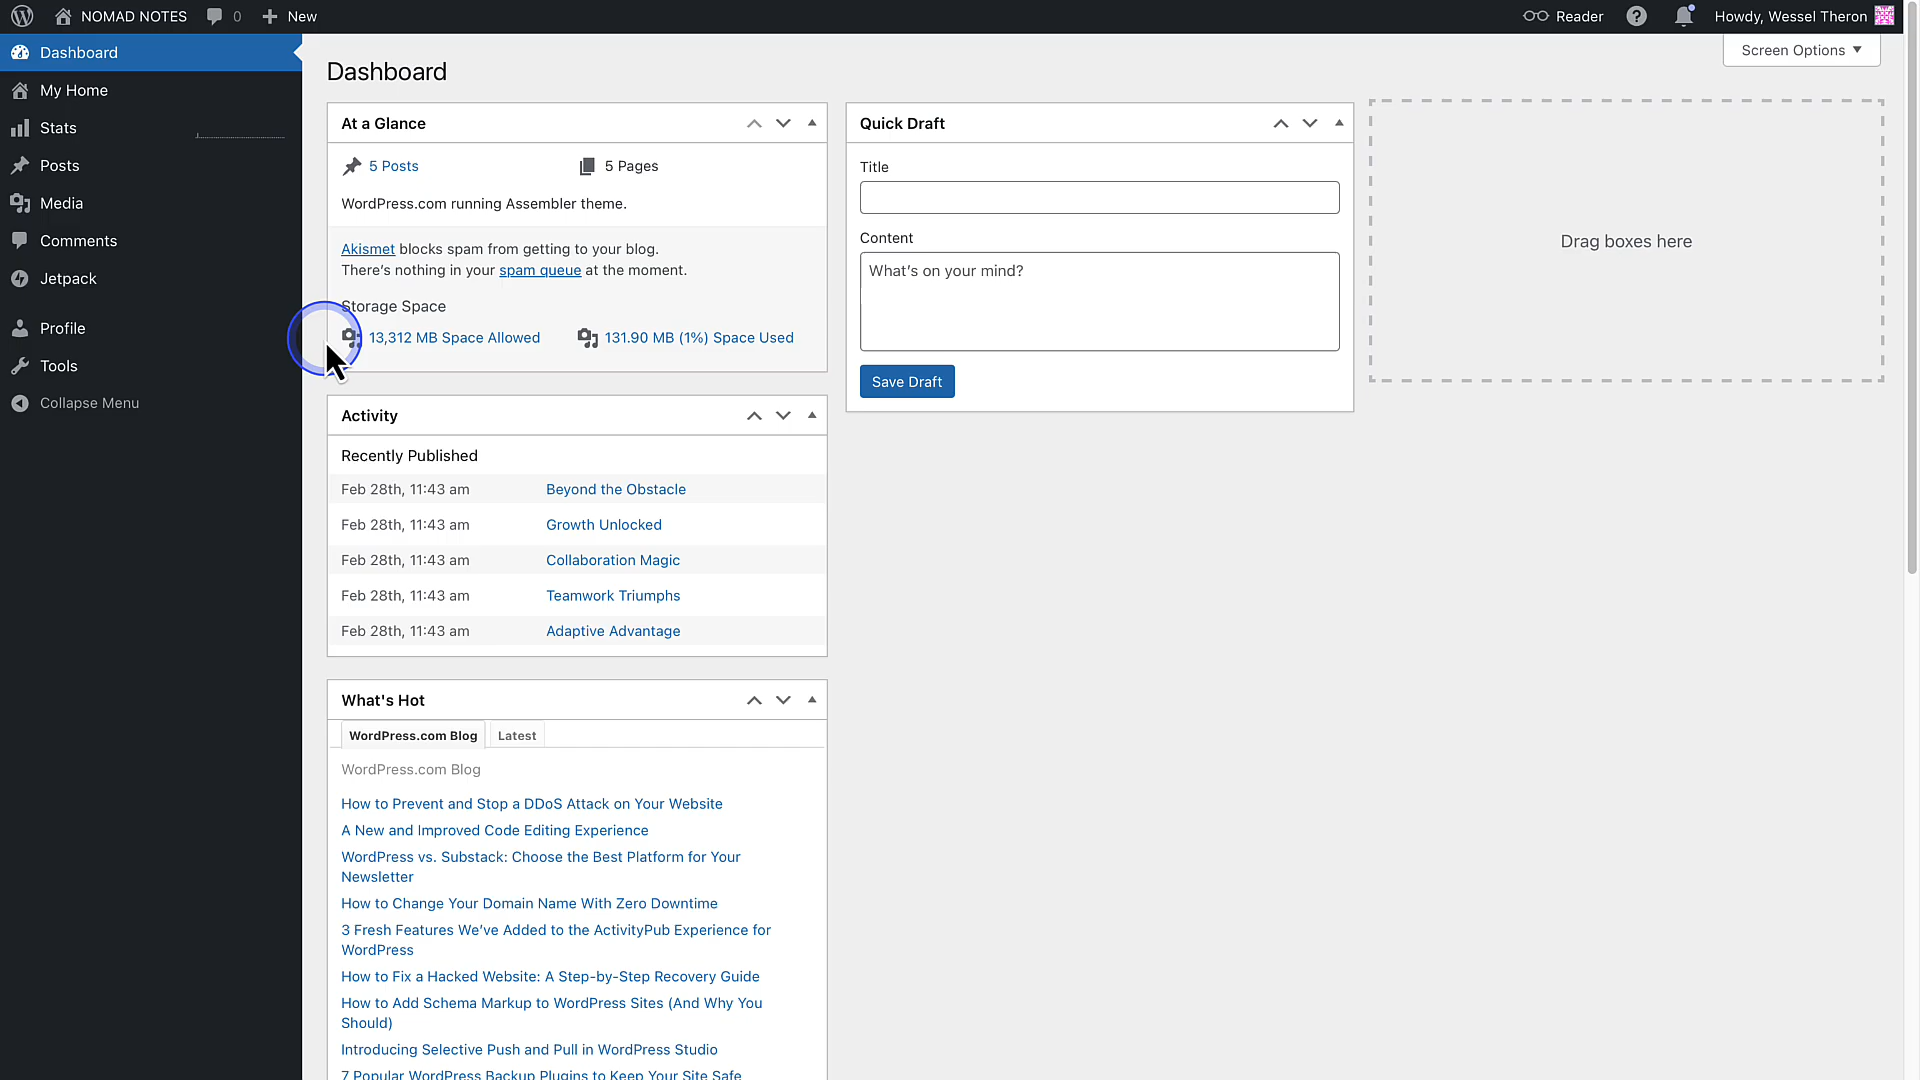 NOMAD NOTES
0
New
Reader
Howdy, Wessel Theron
Dashboard
My Home
Stats
Posts
Media
Comments
Jetpack
Profile
Tools
Collapse Menu
Screen Options
Dashboard
At a Glance
5 Posts
5 Pages
WordPress.com running Assembler theme.
Akismet blocks spam from getting to your blog.
There's nothing in your spam queue at the moment.
Storage Space
13,312 MB Space Allowed
131.90 MB (1%) Space Used
Activity
Recently Published
Feb 28th, 11:43 am Beyond the Obstacle
Feb 28th, 11:43 am Growth Unlocked
Feb 28th, 11:43 am Collaboration Magic
Feb 28th, 11:43 am Teamwork Triumphs
Feb 28th, 11:43 am Adaptive Advantage
What's Hot
WordPress.com Blog
Latest
WordPress.com Blog
How to Prevent and Stop a DDoS Attack on Your Website
A New and Improved Code Editing Experience
WordPress vs. Substack: Choose the Best Platform for Your
Newsletter
How to Change Your Domain Name With Zero Downtime
3 Fresh Features We've Added to the ActivityPub Experience for
WordPress
How to Fix a Hacked Website: A Step-by-Step Recovery Guide
How to Add Schema Markup to WordPress Sites (And Why You
Should)
Introducing Selective Push and Pull in WordPress Studio
7 Popular WordPress Backup Plugins to Keep Your Site Safe
Quick Draft
Title
Content
What's on your mind?
Save Draft
Drag boxes here